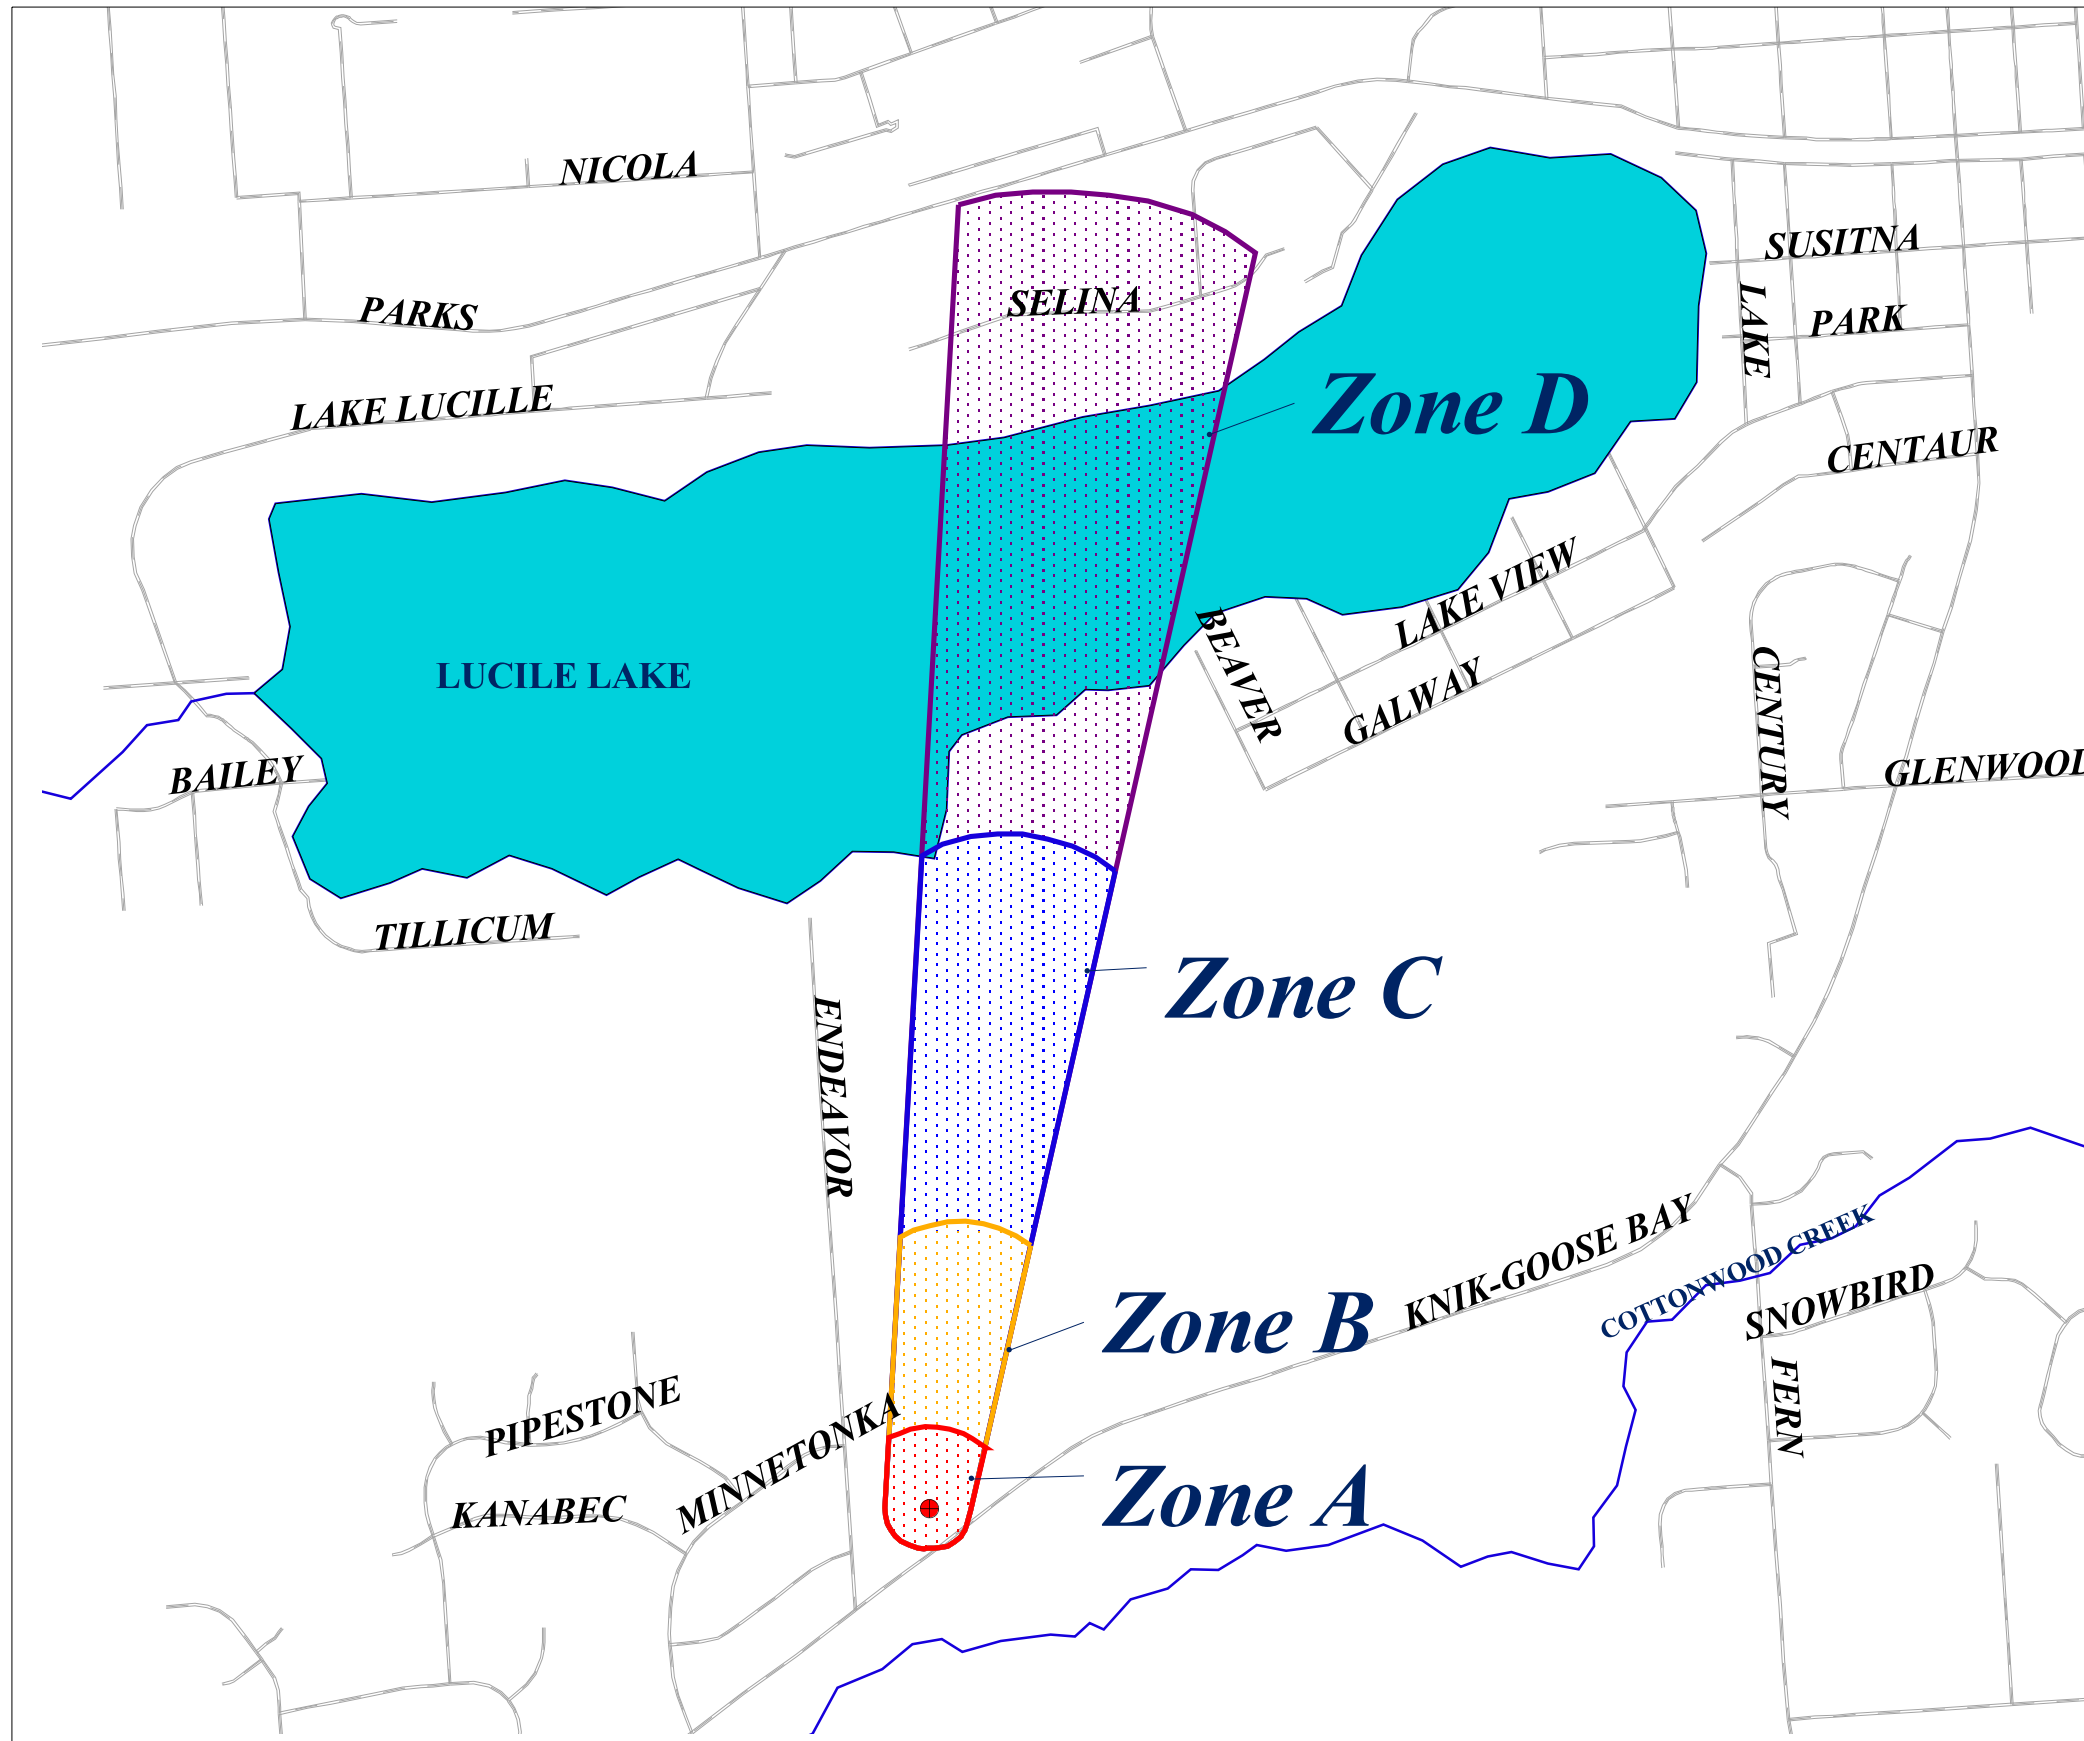 NICOLA
SUSITNA
SELINA
PARKS
LAKE
PARK
LAKE LUCILLE
Zone D
CENTAUR
LAKE VIEW
LUCILE LAKE
BEAVER
GALWAY
CENTURY
BAILEY
GLENWOOD
TILLICUM
Zone C
ENDEAVOR
KNIK-GOOSE BAY
COTTONWOOD CREEK
Zone B
SNOWBIRD
PIPESTONE
MINNETONKA
FERN
KANABEC
Zone A